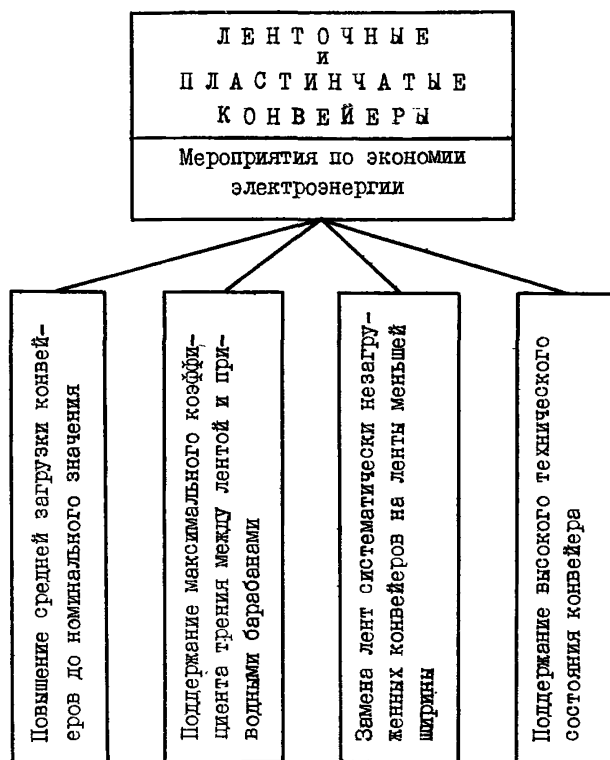 ЛЕНТОЧНЫЕ
и
ПЛАСТИНЧАТЫЕ
КОНВЕЙЕРЫ
Мероприятия по экономии
электроэнергии
Повышение средней загрузки конвей-
еров до номинального значения
Поддержание максимального коэффи-
циента трения между лентой и при-
водными барабанами
Замена лент систематически незагру-
женных конвейеров на ленты меньшей
ширины
Поддержание высокого технического
состояния конвейера